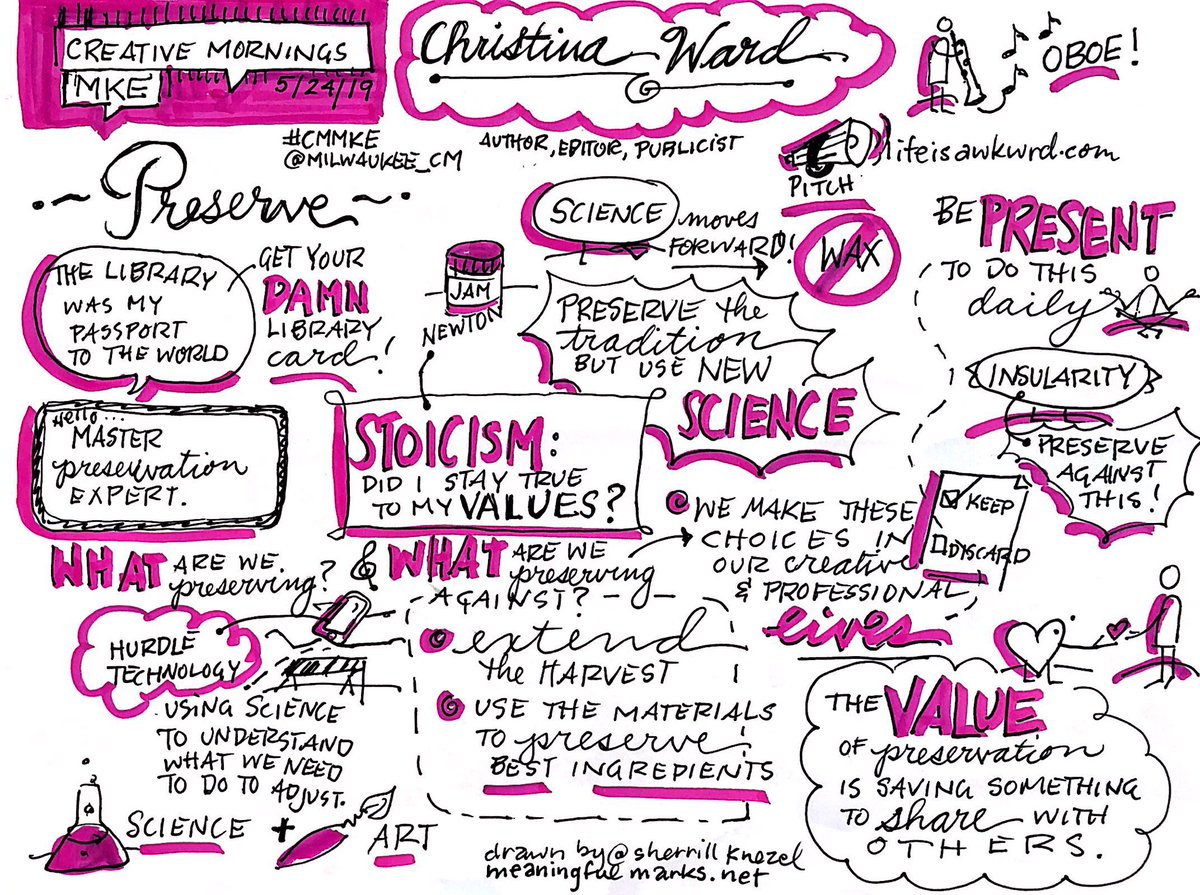 CREATIVE MORNINGS
MKE
5/24/19
#CMMKE
@MILWAUKEE_CM
Christina Ward
AUTHOR, EDITOR, PUBLICIST
OBOE!
lifeisawkwrd.com
PITCH
Preserve
THE LIBRARY
WAS MY
PASSPORT
TO THE WORLD
GET YOUR
DAMN
LIBRARY
card!
JAM
NEWTON
SCIENCE moves
FORWARD!
WAX
PRESERVE the
tradition
BUT USE NEW
SCIENCE
BE PRESENT
TO DO THIS
daily
INSULARITY
PRESERVE
AGAINST
THIS!
Hello...
MASTER
preservation
EXPERT.
STOICISM:
DID I STAY TRUE
TO MY VALUES?
WE MAKE THESE
CHOICES IN
OUR creative
& PROFESSIONAL
lives
KEEP
DISCARD
WHAT ARE WE
preserving?
WHAT ARE WE
preserving
AGAINST?
HURDLE
TECHNOLOGY
USING SCIENCE
TO UNDERSTAND
WHAT WE NEED
TO DO TO ADJUST.
SCIENCE + ART
extend
the HARVEST
USE THE MATERIALS
TO preserve
BEST INGREDIENTS
THE VALUE
OF preservation
IS SAVING SOMETHING
TO share WITH
OTHERS.
drawn by @sherrillknezel
meaningfulmarks.net